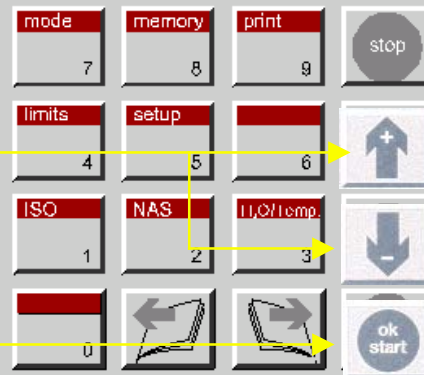 mode memory print
7 8 9 stop
limits setup
4 5 6 +
ISO NAS H₂O/Temp.
1 2 3 −
0 ok
start